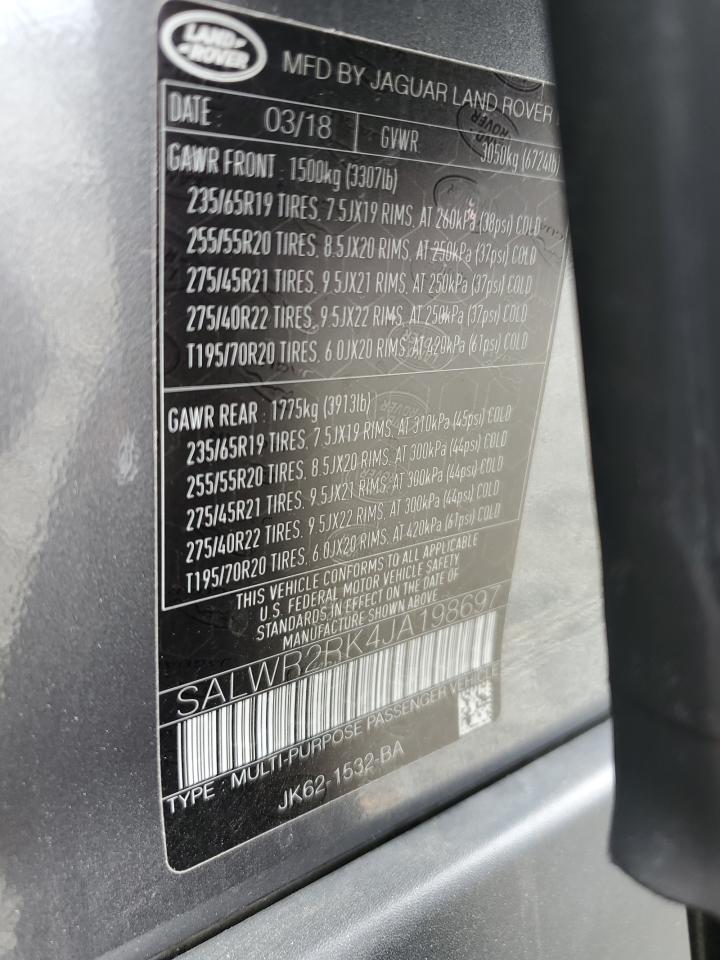 LAND ROVER
MFD BY JAGUAR LAND ROVER
DATE : 03/18 GVWR 3050kg (6724lb)
GAWR FRONT : 1500kg (3307lb)
235/65R19 TIRES, 7.5JX19 RIMS, AT 260kPa (38psi) COLD
255/55R20 TIRES, 8.5JX20 RIMS, AT 250kPa (37psi) COLD
275/45R21 TIRES, 9.5JX21 RIMS, AT 250kPa (37psi) COLD
275/40R22 TIRES, 9.5JX22 RIMS, AT 250kPa (37psi) COLD
T195/70R20 TIRES, 6.0JX20 RIMS, AT 420kPa (61psi) COLD
GAWR REAR : 1775kg (3913lb)
235/65R19 TIRES, 7.5JX19 RIMS, AT 310kPa (45psi) COLD
255/55R20 TIRES, 8.5JX20 RIMS, AT 300kPa (44psi) COLD
275/45R21 TIRES, 9.5JX21 RIMS, AT 300kPa (44psi) COLD
275/40R22 TIRES, 9.5JX22 RIMS, AT 300kPa (44psi) COLD
T195/70R20 TIRES, 6.0JX20 RIMS, AT 420kPa (61psi) COLD
THIS VEHICLE CONFORMS TO ALL APPLICABLE
U.S. FEDERAL MOTOR VEHICLE SAFETY
STANDARDS IN EFFECT ON THE DATE OF
MANUFACTURE SHOWN ABOVE
SALWR2RK4JA198697
TYPE : MULTI-PURPOSE PASSENGER VEHICLE
JK62-1532-BA